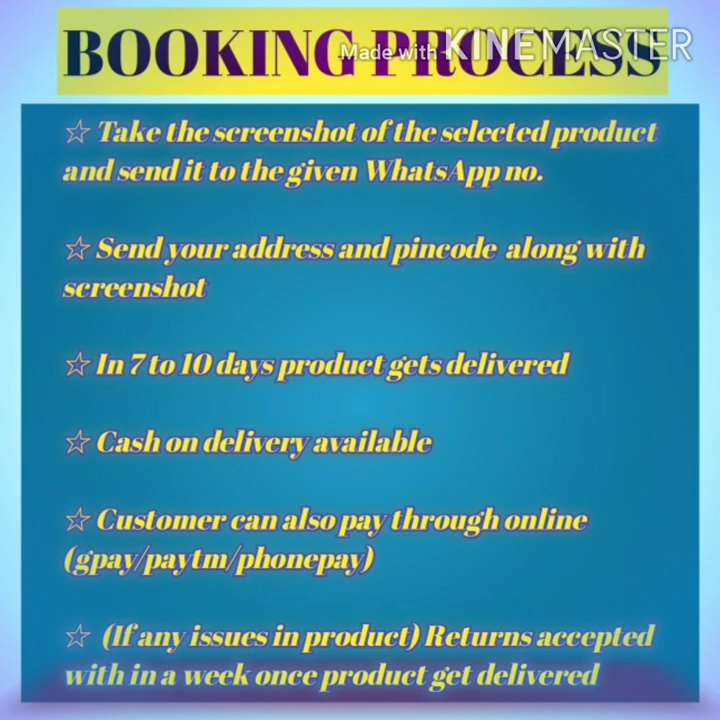 BOOKING PROCESS
Made with KINEMASTER
☆ Take the screenshot of the selected product
and send it to the given WhatsApp no.
☆ Send your address and pincode along with
screenshot
☆ In 7 to 10 days product gets delivered
☆ Cash on delivery available
☆ Customer can also pay through online
(gpay/paytm/phonepay)
☆ (If any issues in product) Returns accepted
with in a week once product get delivered